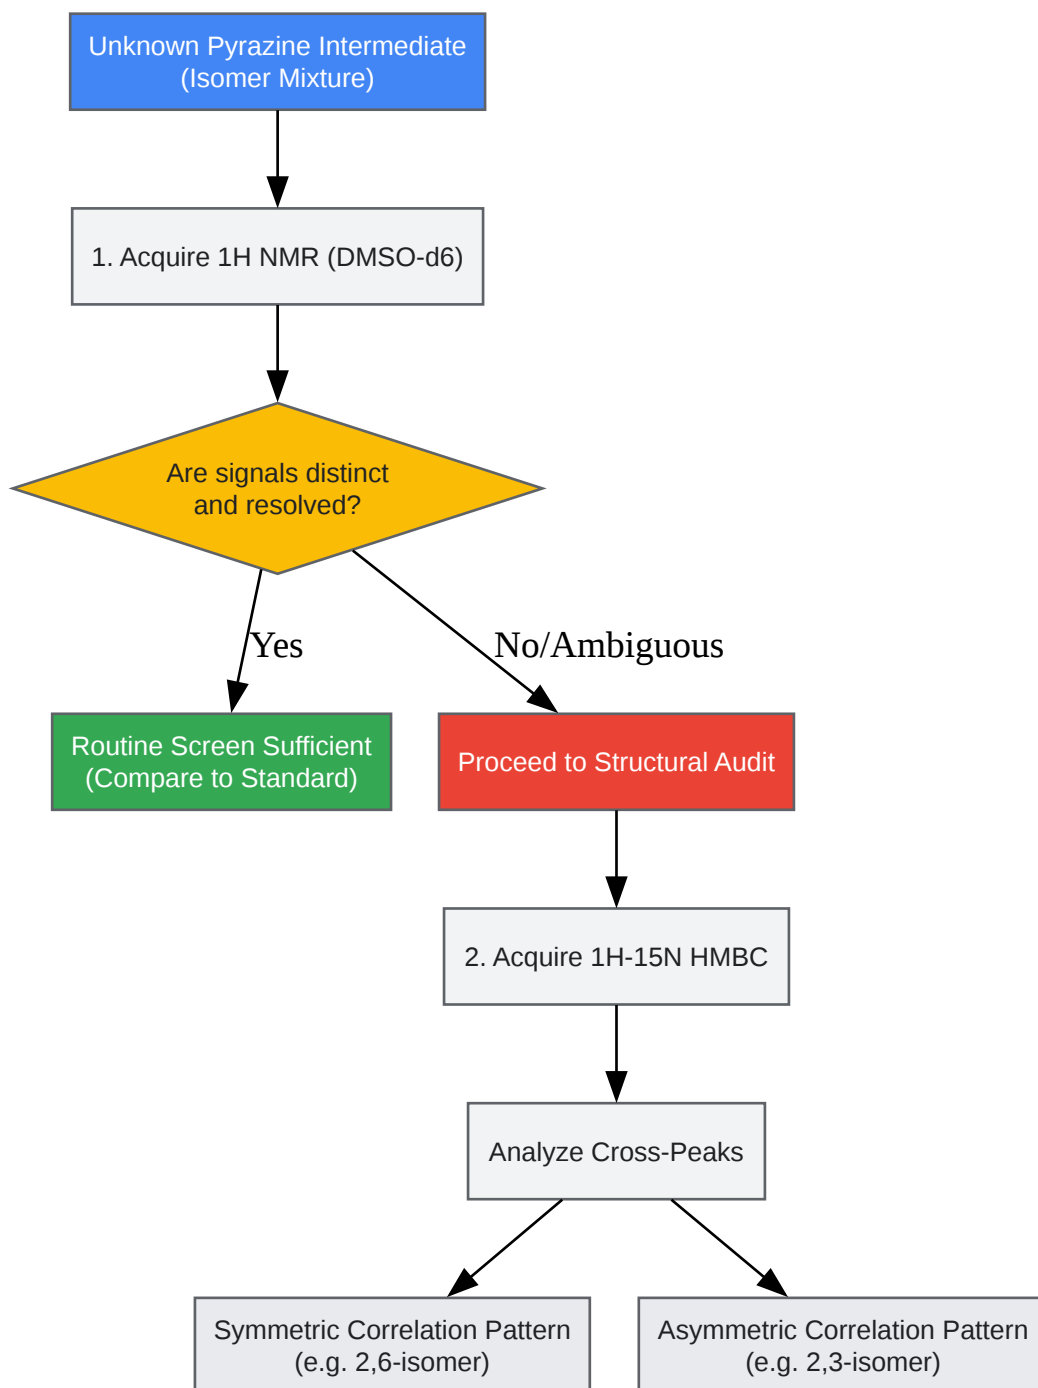 Unknown Pyrazine Intermediate
(Isomer Mixture)
1. Acquire 1H NMR (DMSO-d6)
Are signals distinct
and resolved?
Yes
No/Ambiguous
Routine Screen Sufficient
(Compare to Standard)
Proceed to Structural Audit
2. Acquire 1H-15N HMBC
Analyze Cross-Peaks
Symmetric Correlation Pattern
(e.g. 2,6-isomer)
Asymmetric Correlation Pattern
(e.g. 2,3-isomer)